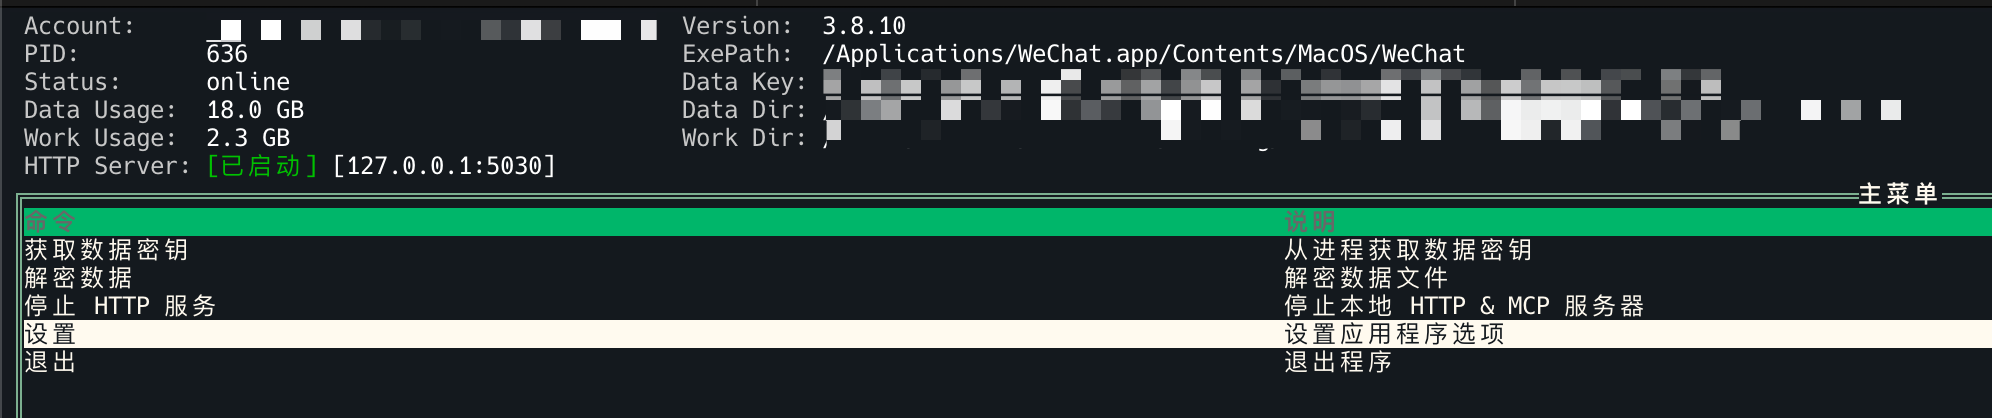 Account: Version: 3.8.10
PID: 636 ExePath: /Applications/WeChat.app/Contents/MacOS/WeChat
Status: online Data Key:
Data Usage: 18.0 GB Data Dir:
Work Usage: 2.3 GB Work Dir:
HTTP Server: [已启动] [127.0.0.1:5030]
主菜单
命令 说明
获取数据密钥 从进程获取数据密钥
解密数据 解密数据文件
停止 HTTP 服务 停止本地 HTTP & MCP 服务器
设置 设置应用程序选项
退出 退出程序